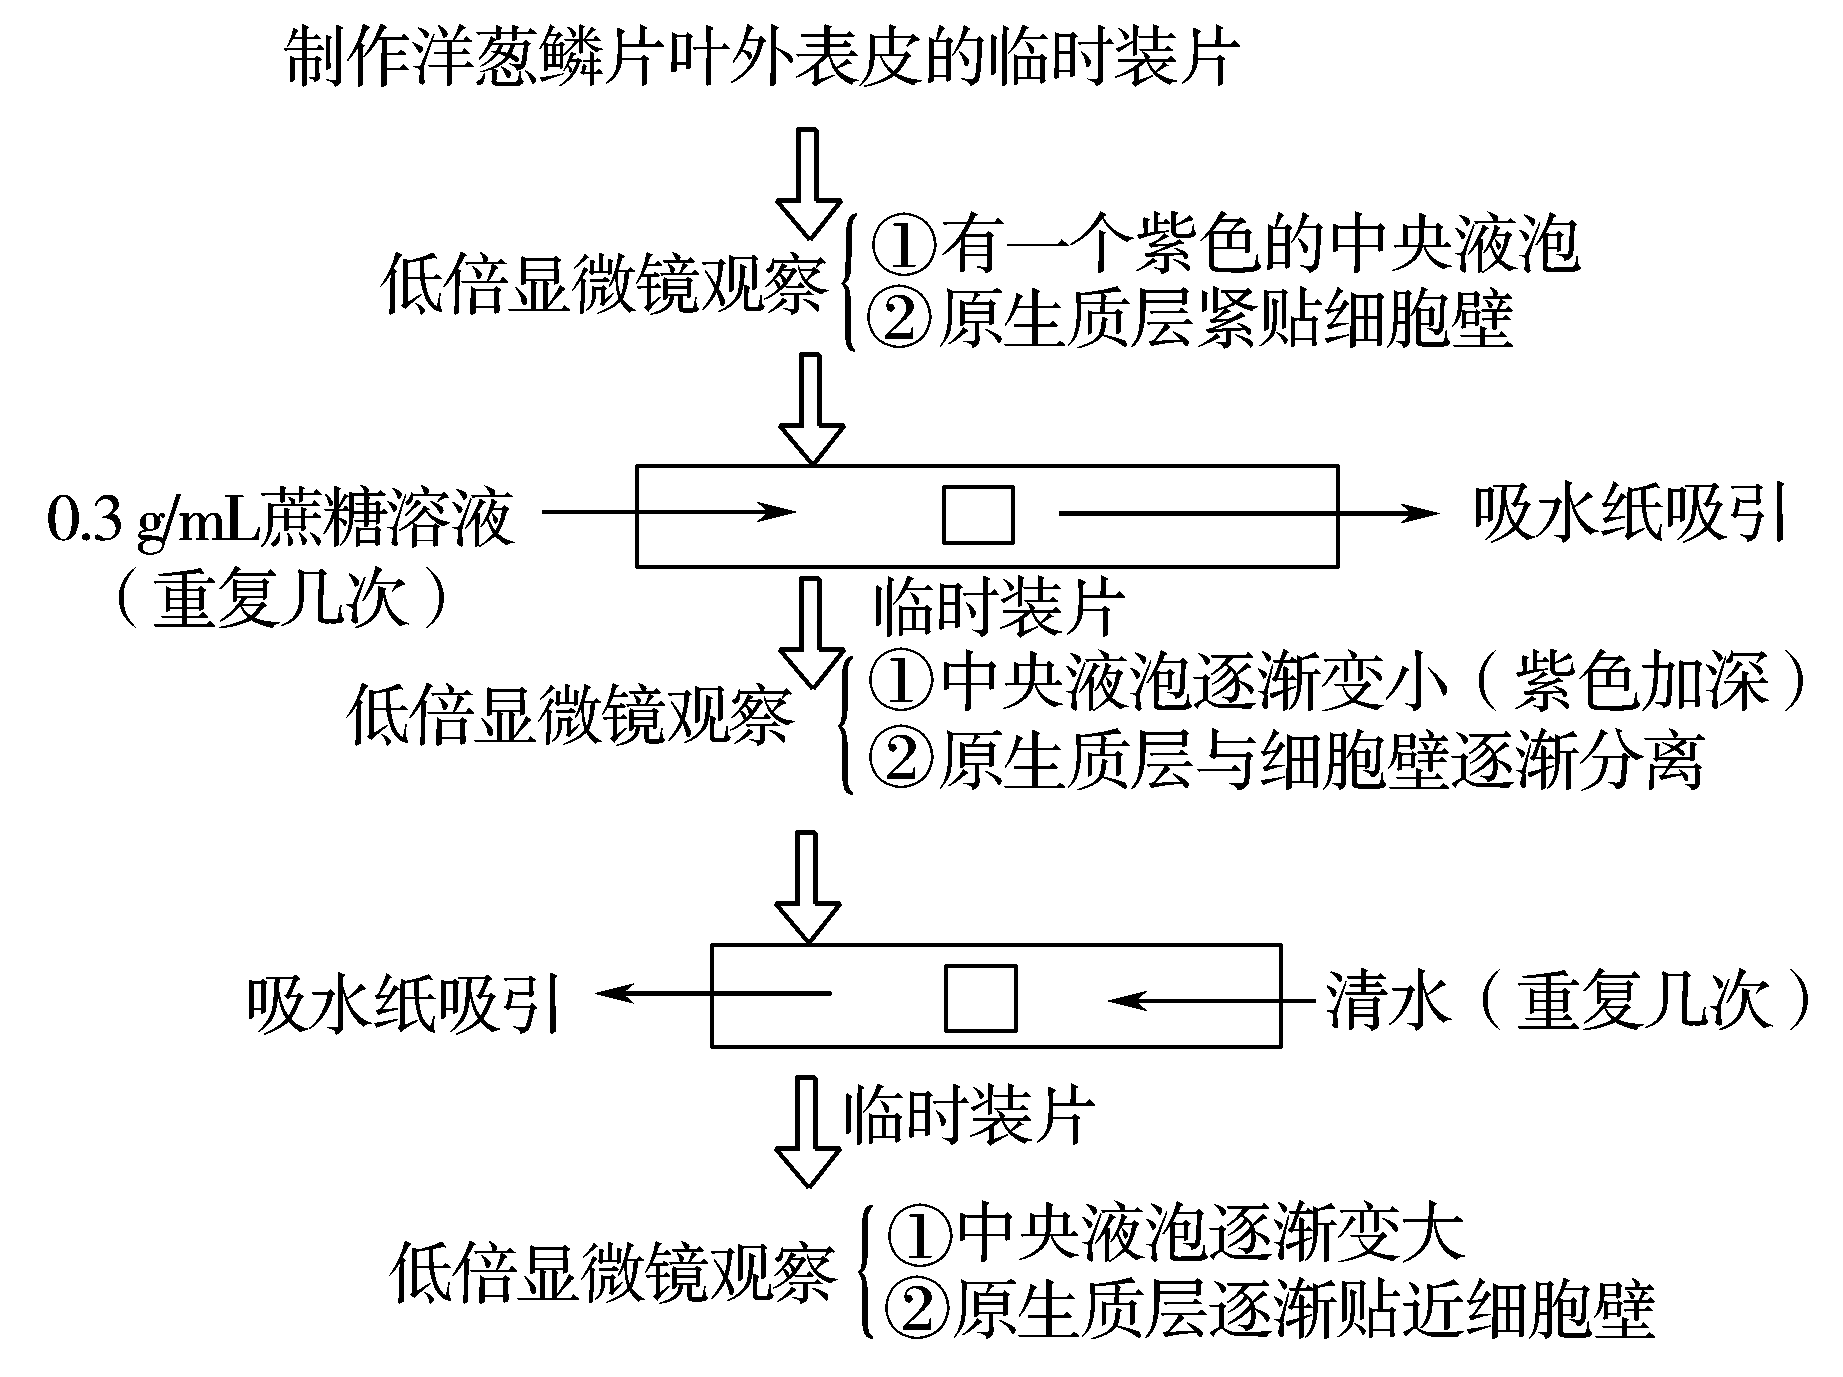 制作洋葱鳞片叶外表皮的临时装片
低倍显微镜观察
①有一个紫色的中央液泡
②原生质层紧贴细胞壁
0.3 g/mL蔗糖溶液
（重复几次）
吸水纸吸引
临时装片
低倍显微镜观察
①中央液泡逐渐变小（紫色加深）
②原生质层与细胞壁逐渐分离
吸水纸吸引
清水（重复几次）
临时装片
低倍显微镜观察
①中央液泡逐渐变大
②原生质层逐渐贴近细胞壁